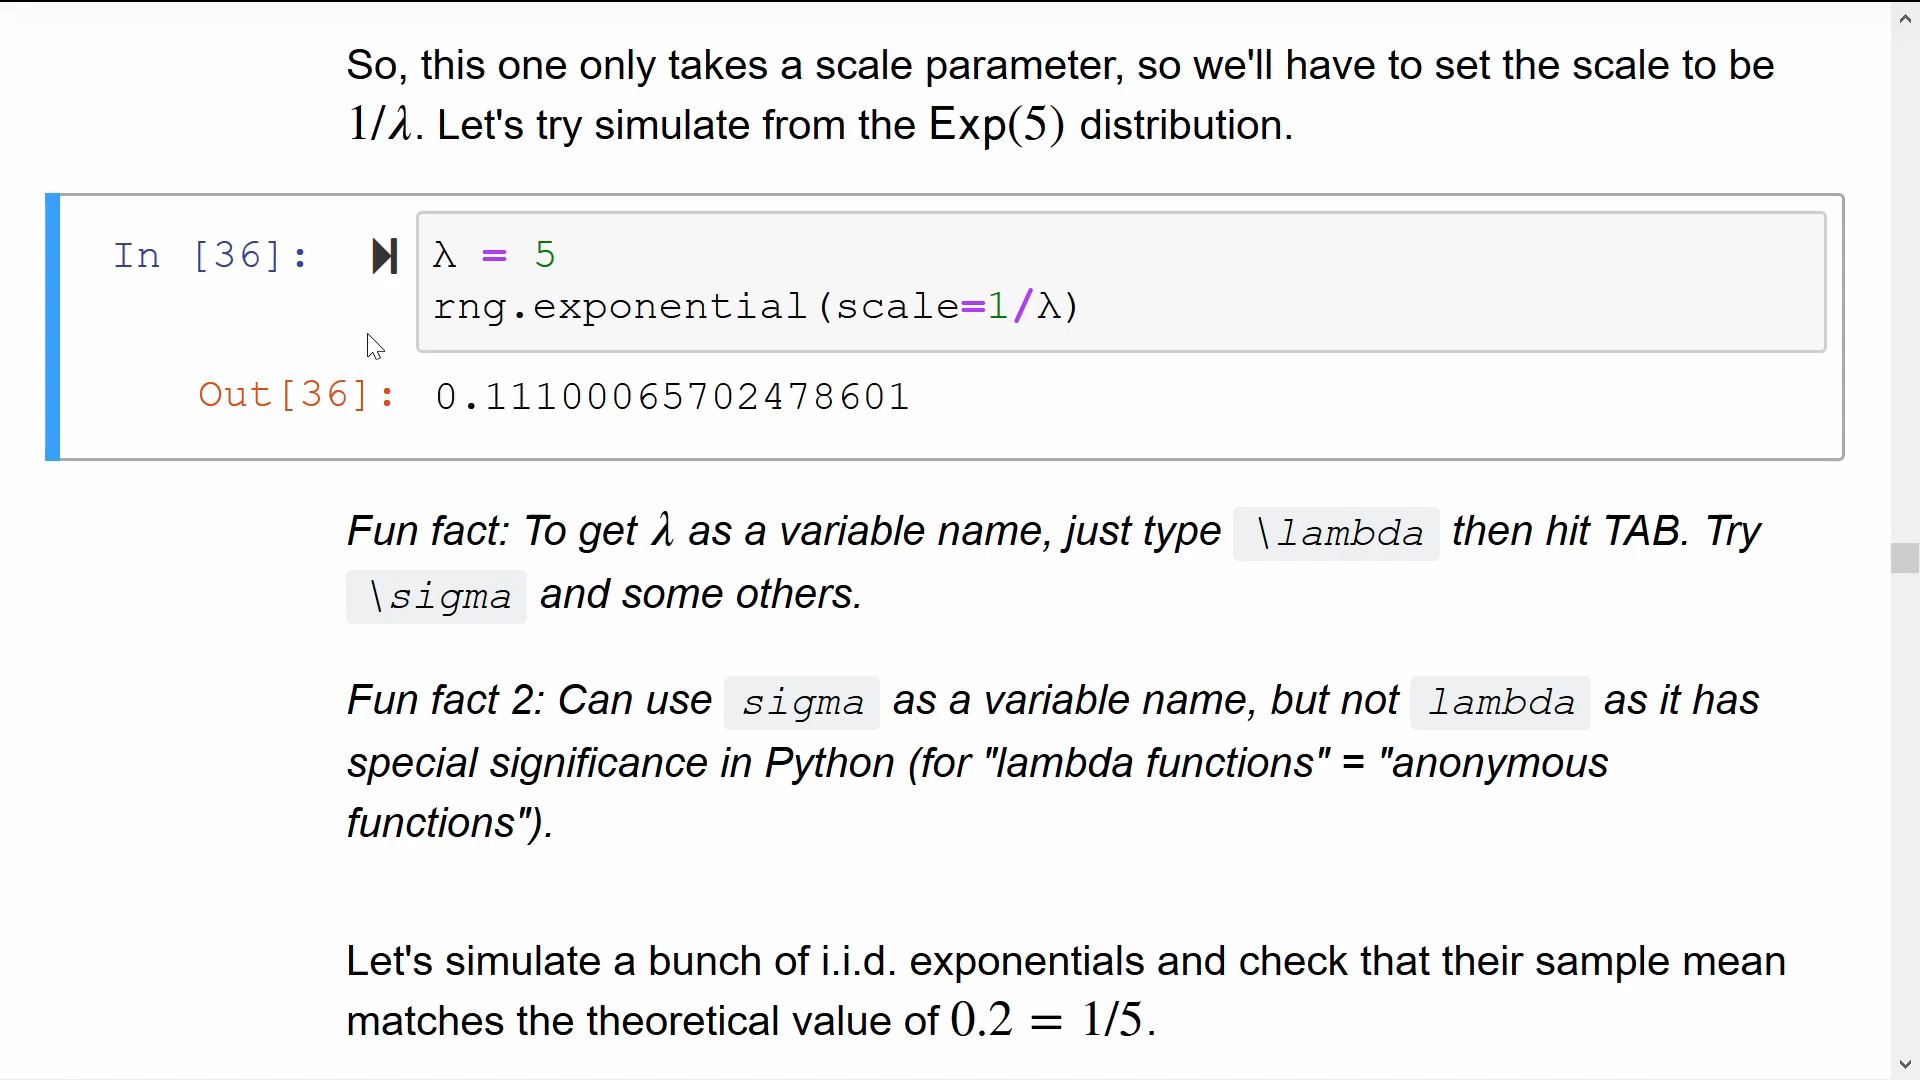 So, this one only takes a scale parameter, so we'll have to set the scale to be
1/λ. Let's try simulate from the Exp(5) distribution.
In [36]: λ = 5
rng.exponential(scale=1/λ)
Out[36]: 0.11100065702478601
Fun fact: To get λ as a variable name, just type \lambda then hit TAB. Try
\sigma and some others.
Fun fact 2: Can use sigma as a variable name, but not lambda as it has
special significance in Python (for "lambda functions" = "anonymous
functions").
Let's simulate a bunch of i.i.d. exponentials and check that their sample mean
matches the theoretical value of 0.2 = 1/5.